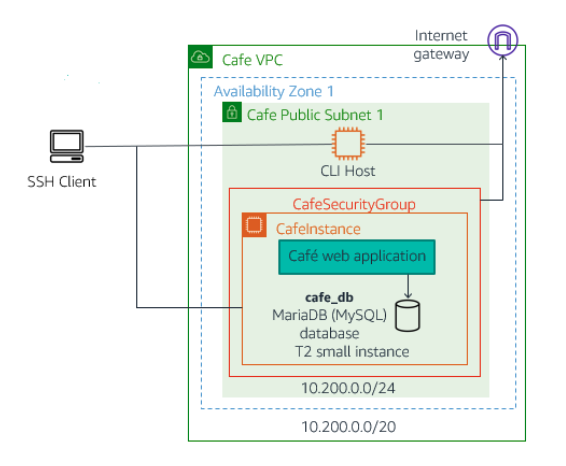 Internet
gateway
Cafe VPC
Availability Zone 1
Cafe Public Subnet 1
SSH Client
CLI Host
CafeSecurityGroup
CafeInstance
Café web application
cafe_db
MariaDB (MySQL)
database
T2 small instance
10.200.0.0/24
10.200.0.0/20